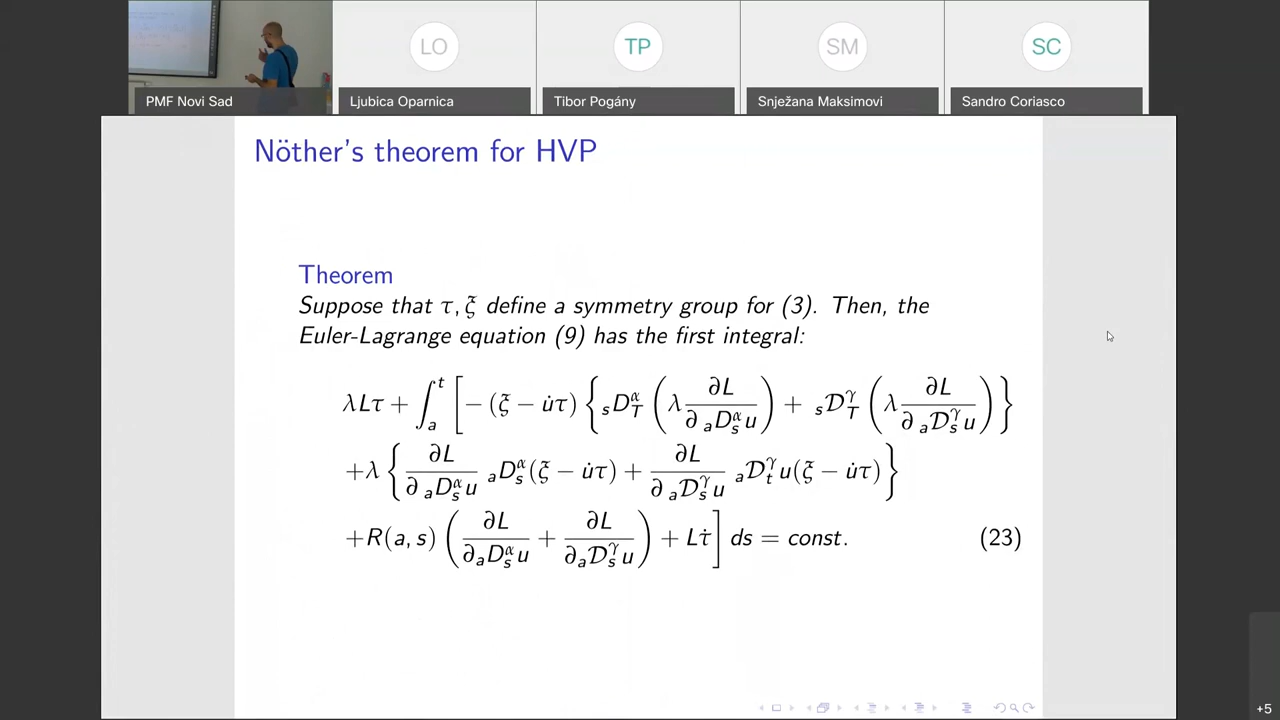 LO
TP
SM
SC
PMF Novi Sad
Ljubica Oparnica
Tibor Pogány
Snježana Maksimovi
Sandro Coriasco
Nöther's theorem for HVP
Theorem
Suppose that τ, ξ define a symmetry group for (3). Then, the
Euler-Lagrange equation (9) has the first integral:
λLτ + ∫_a^t [ − (ξ − u̇τ) { _sD_T^α ( λ ∂L / ∂ _aD_s^α u ) + _s𝒟_T^γ ( λ ∂L / ∂ _a𝒟_s^γ u ) }
+λ { ∂L / ∂ _aD_s^α u _aD_s^α (ξ − u̇τ) + ∂L / ∂ _a𝒟_s^γ u _a𝒟_t^γ u(ξ − u̇τ) }
+R(a, s) ( ∂L / ∂_aD_s^α u + ∂L / ∂_a𝒟_s^γ u ) + Lτ̇ ] ds = const. (23)
+5